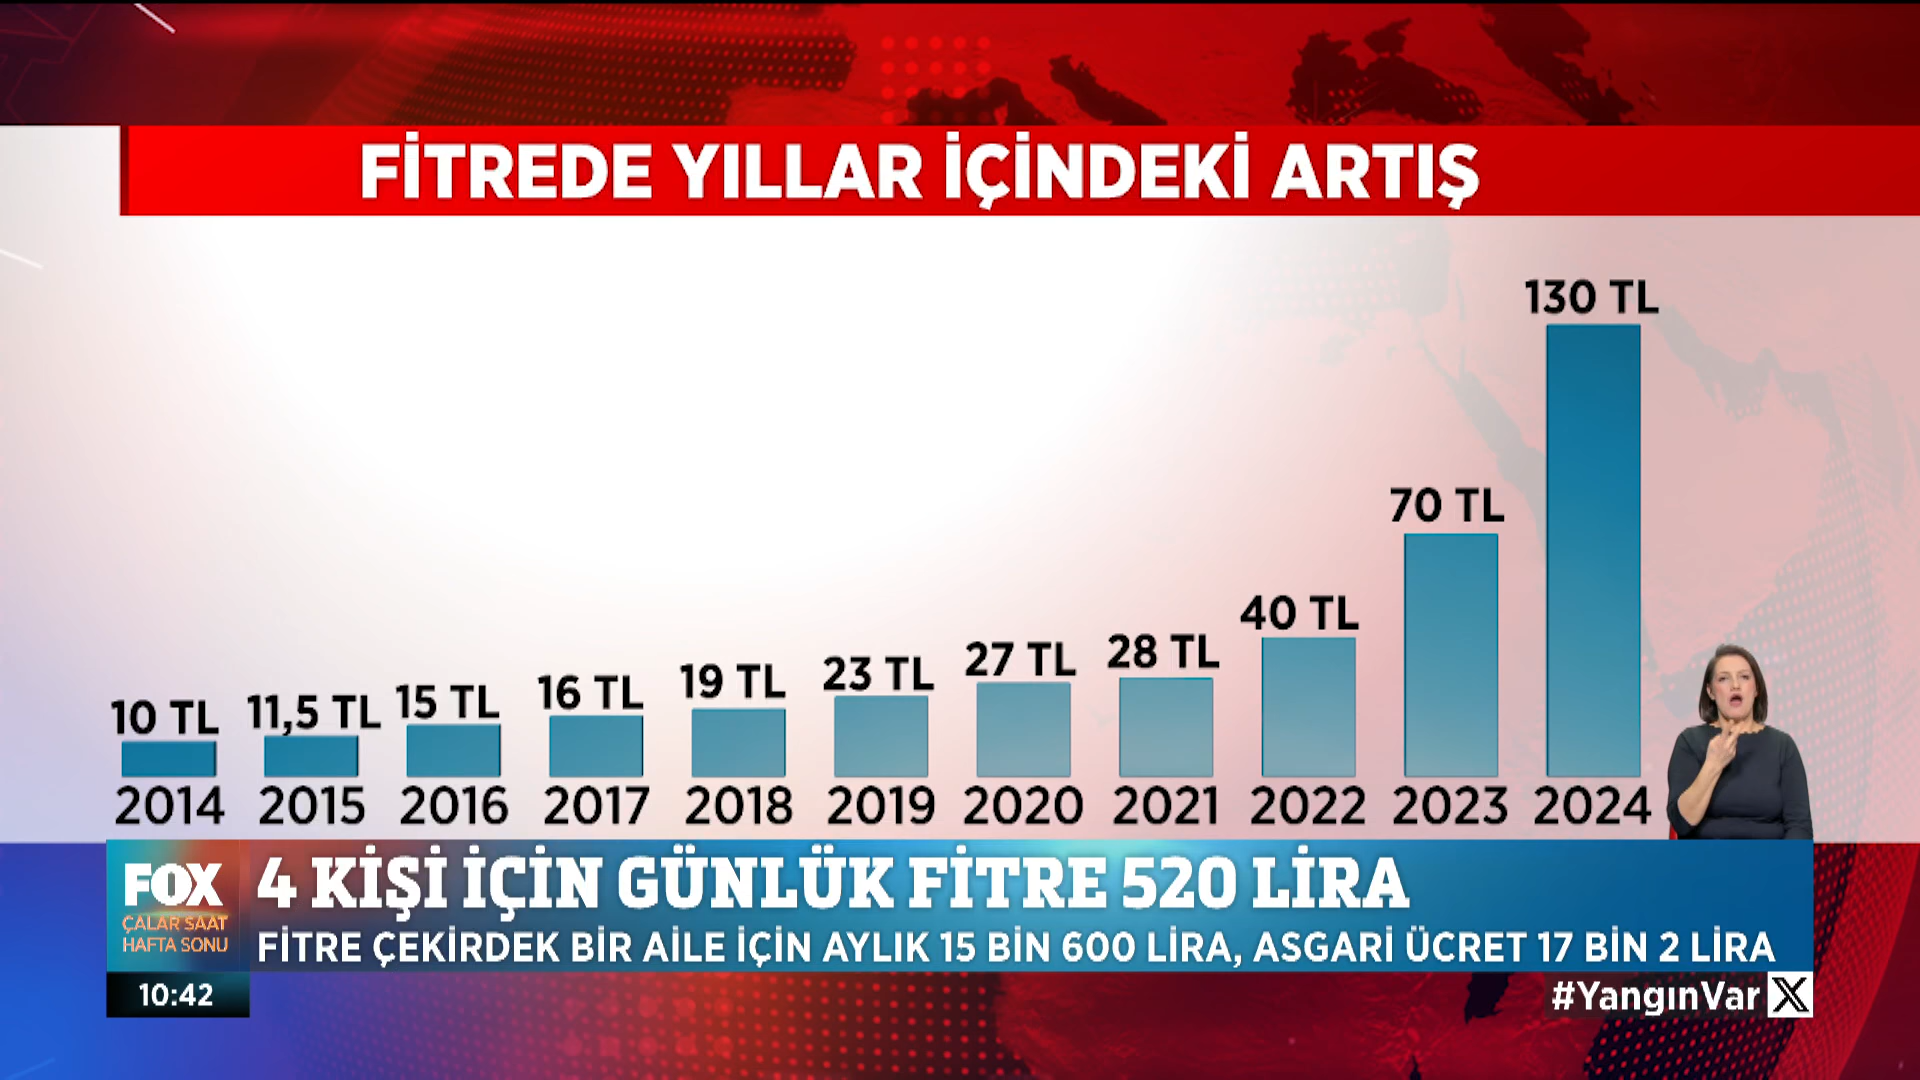 FİTREDE YILLAR İÇİNDEKİ ARTIŞ
10 TL 11,5 TL 15 TL 16 TL 19 TL 23 TL 27 TL 28 TL 40 TL 70 TL 130 TL
2014 2015 2016 2017 2018 2019 2020 2021 2022 2023 2024
FOX
ÇALAR SAAT
HAFTA SONU
4 KİŞİ İÇİN GÜNLÜK FİTRE 520 LİRA
FİTRE ÇEKİRDEK BİR AİLE İÇİN AYLIK 15 BİN 600 LİRA, ASGARİ ÜCRET 17 BİN 2 LİRA
10:42
#YangınVar X